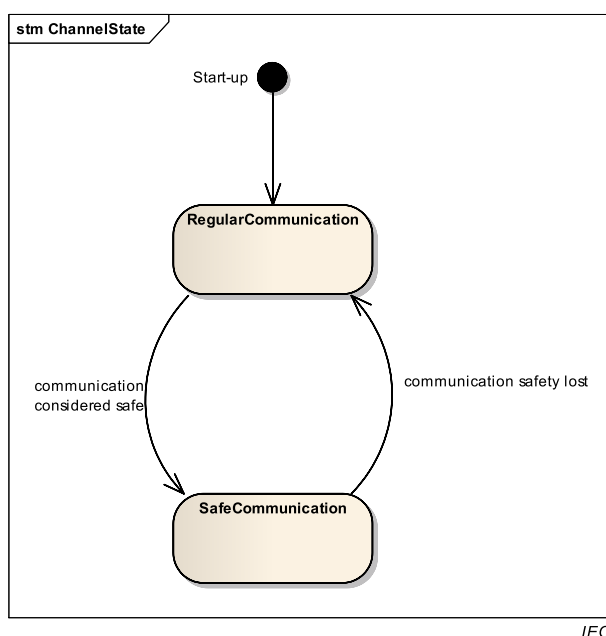 stm ChannelState
Start-up
RegularCommunication
communication
considered safe
communication safety lost
SafeCommunication